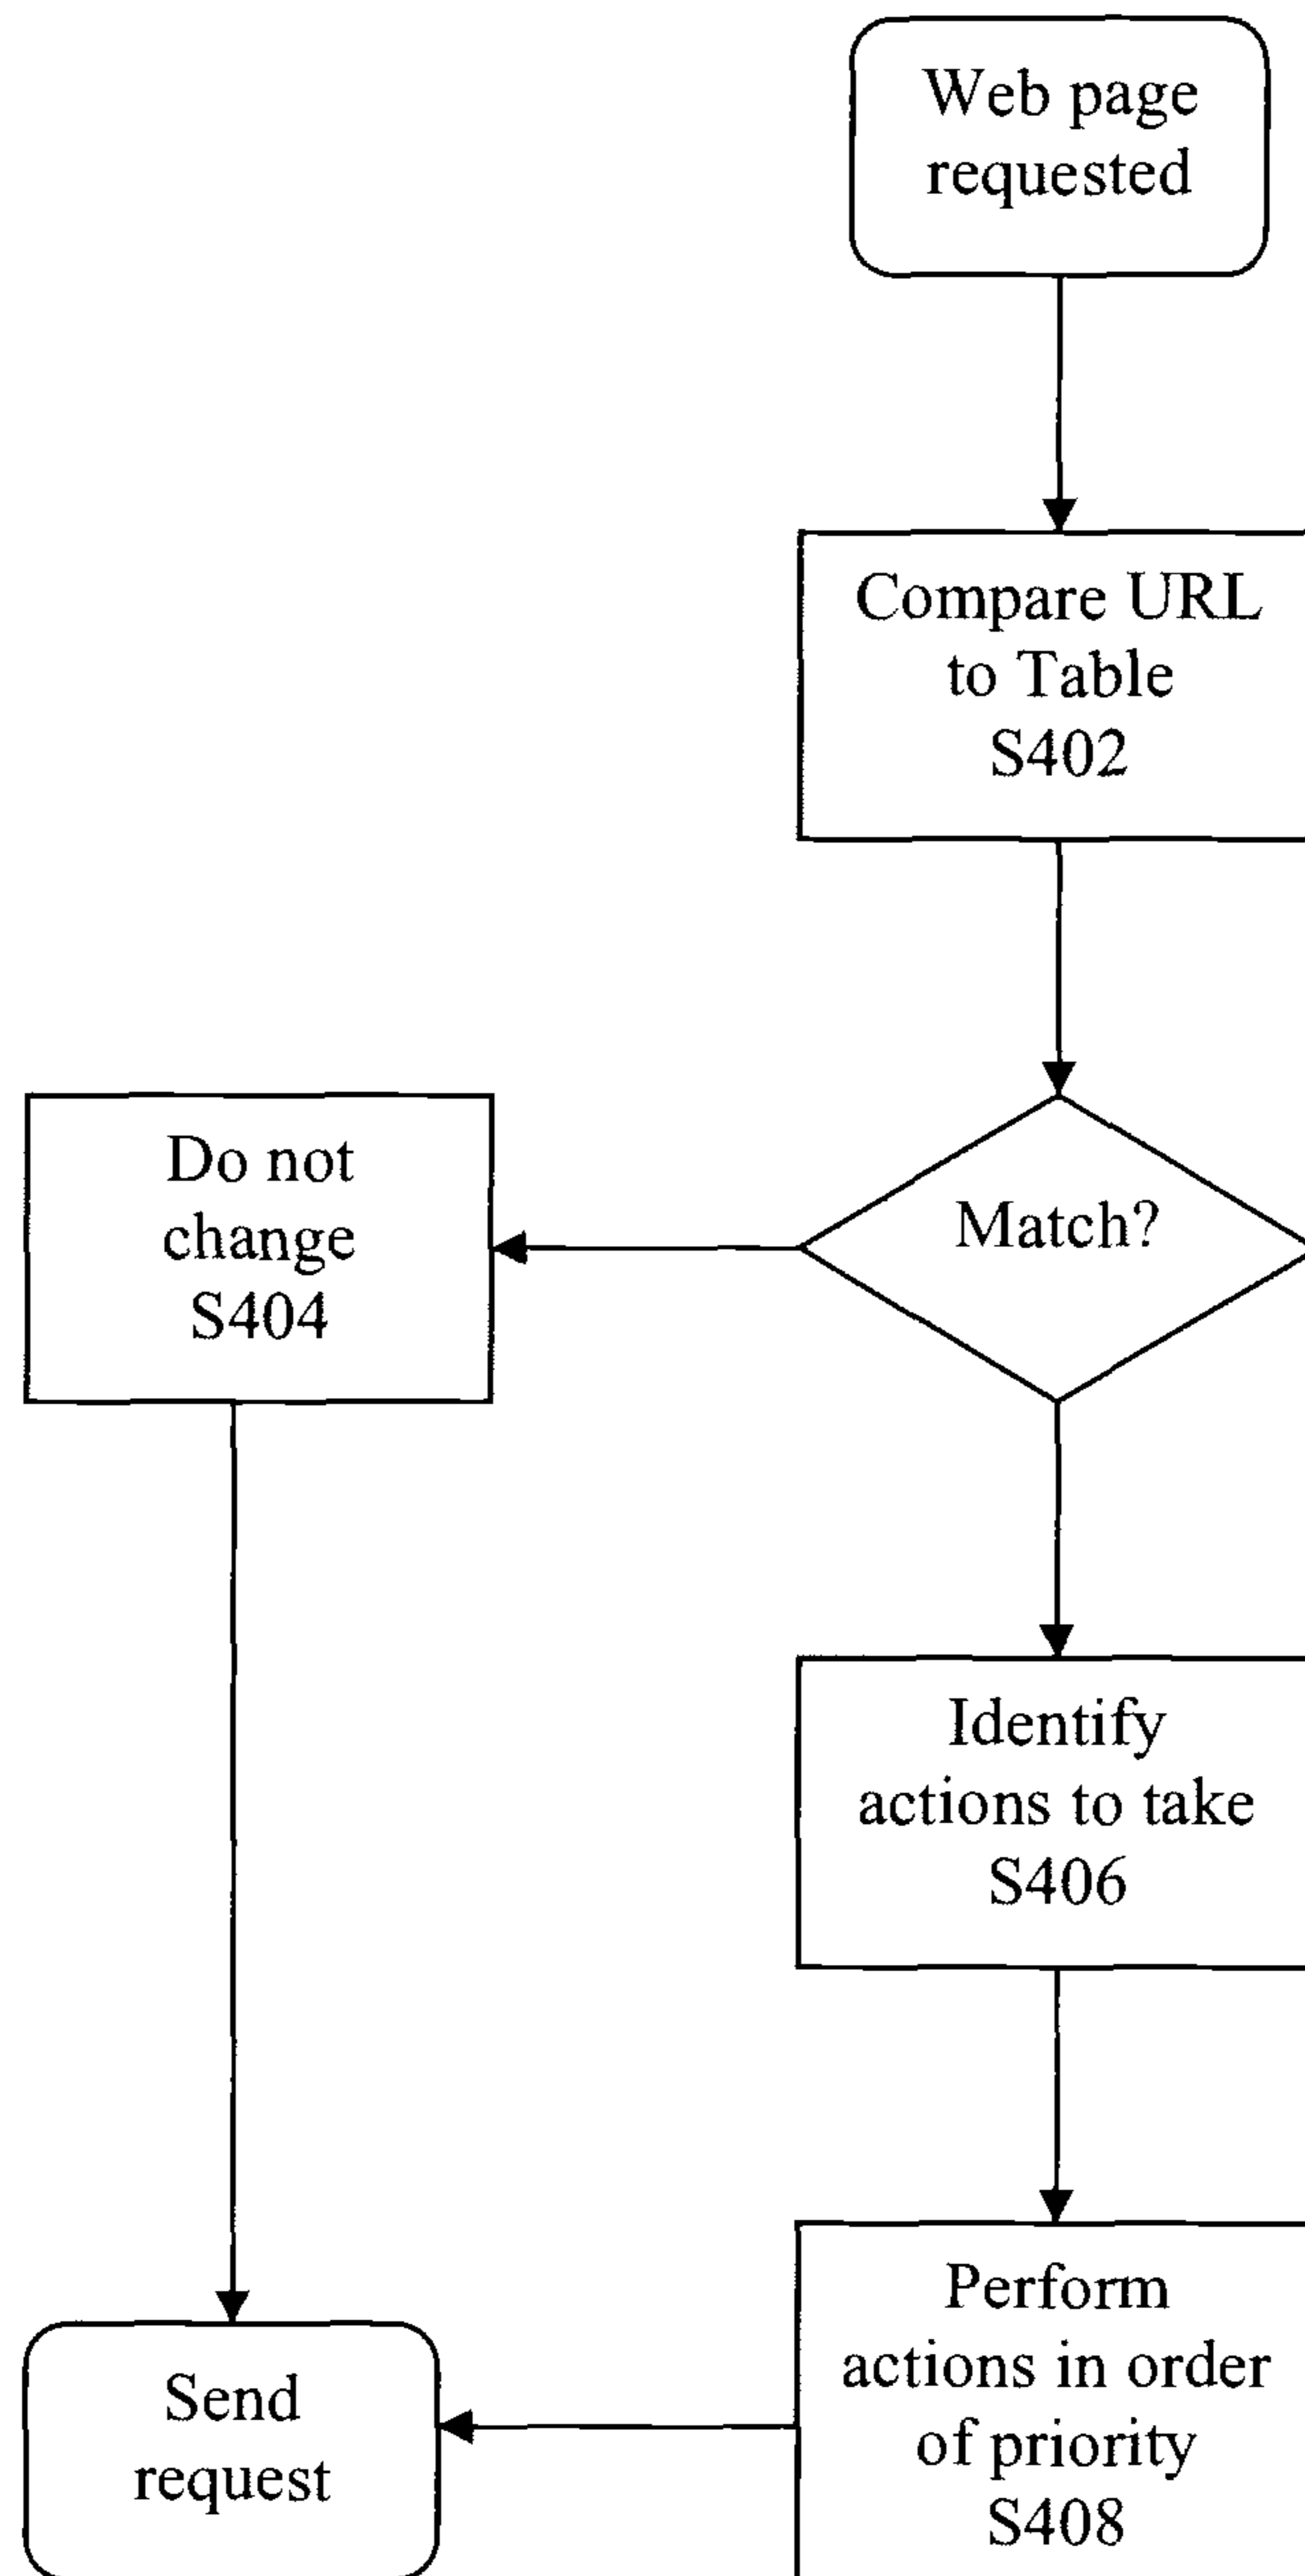 Web page
requested
Compare URL
to Table
S402
Match?
Do not
change
S404
Identify
actions to take
S406
Perform
actions in order
of priority
S408
Send
request